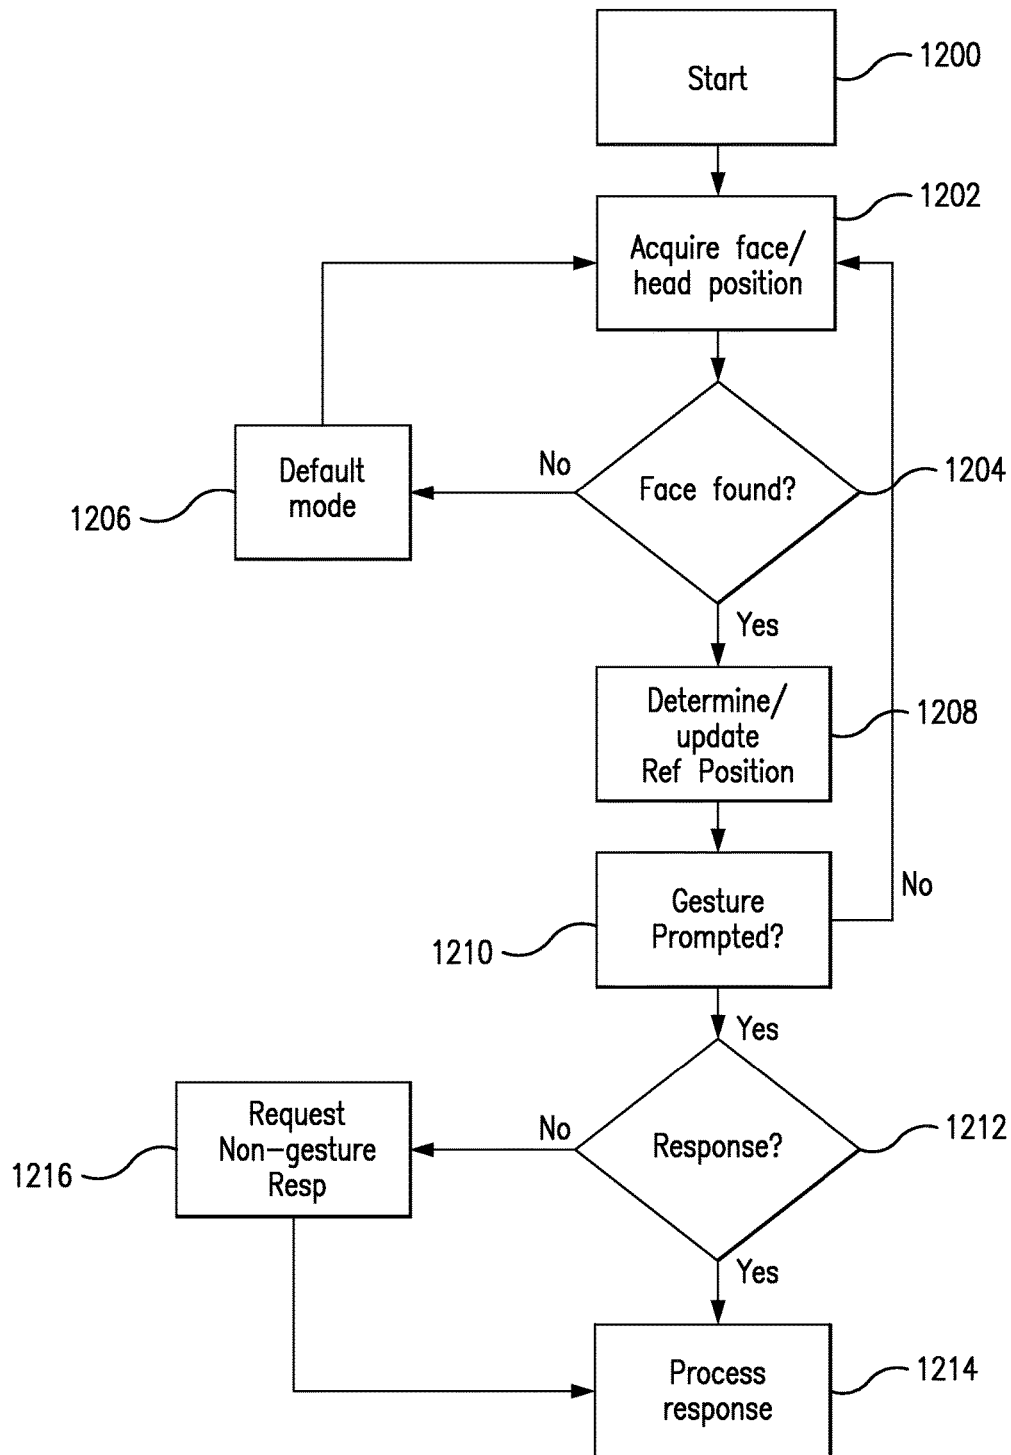 Start
1200
Acquire face/
head position
1202
Face found?
1204
No
Default
mode
1206
Yes
Determine/
update
Ref Position
1208
Gesture
Prompted?
1210
No
Yes
Response?
1212
No
Request
Non-gesture
Resp
1216
Yes
Process
response
1214